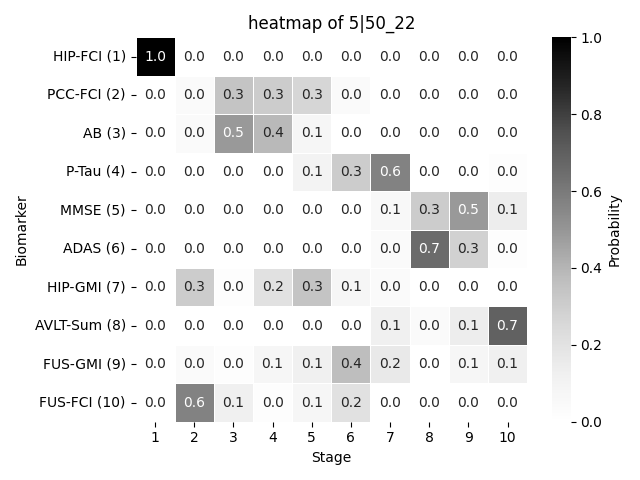 heatmap of 5|50_22
HIP-FCI (1) 1.0 0.0 0.0 0.0 0.0 0.0 0.0 0.0 0.0 0.0
PCC-FCI (2) 0.0 0.0 0.3 0.3 0.3 0.0 0.0 0.0 0.0 0.0
AB (3) 0.0 0.0 0.5 0.4 0.1 0.0 0.0 0.0 0.0 0.0
P-Tau (4) 0.0 0.0 0.0 0.0 0.1 0.3 0.6 0.0 0.0 0.0
MMSE (5) 0.0 0.0 0.0 0.0 0.0 0.0 0.1 0.3 0.5 0.1
ADAS (6) 0.0 0.0 0.0 0.0 0.0 0.0 0.0 0.7 0.3 0.0
HIP-GMI (7) 0.0 0.3 0.0 0.2 0.3 0.1 0.0 0.0 0.0 0.0
AVLT-Sum (8) 0.0 0.0 0.0 0.0 0.0 0.0 0.1 0.0 0.1 0.7
FUS-GMI (9) 0.0 0.0 0.0 0.1 0.1 0.4 0.2 0.0 0.1 0.1
FUS-FCI (10) 0.0 0.6 0.1 0.0 0.1 0.2 0.0 0.0 0.0 0.0
1 2 3 4 5 6 7 8 9 10
Stage
Biomarker
1.0
0.8
0.6
0.4
0.2
0.0
Probability